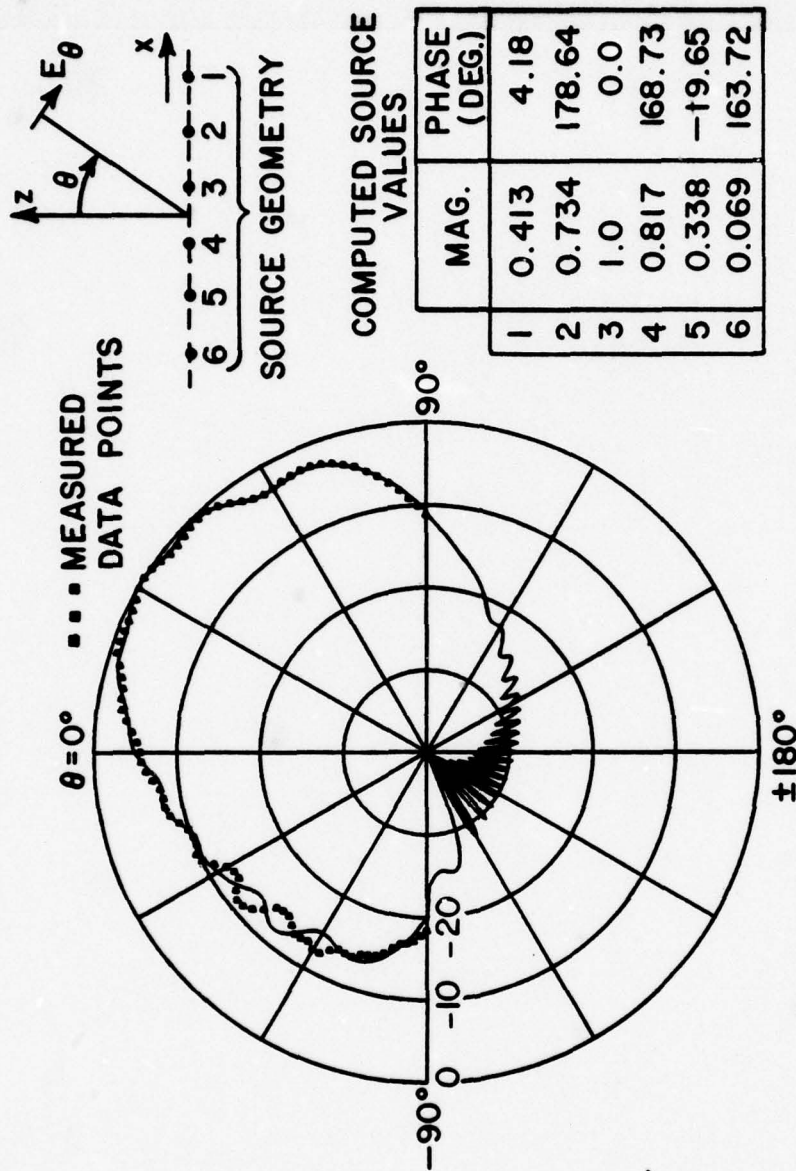 • • • MEASURED
DATA POINTS
θ=0°
90°
±180°
-90°
0
-10
-20
z
θ
E_θ
x
6 5 4 3 2 1
SOURCE GEOMETRY
COMPUTED SOURCE
VALUES
MAG. PHASE (DEG.)
1 0.413 4.18
2 0.734 178.64
3 1.0 0.0
4 0.817 168.73
5 0.338 -19.65
6 0.069 163.72